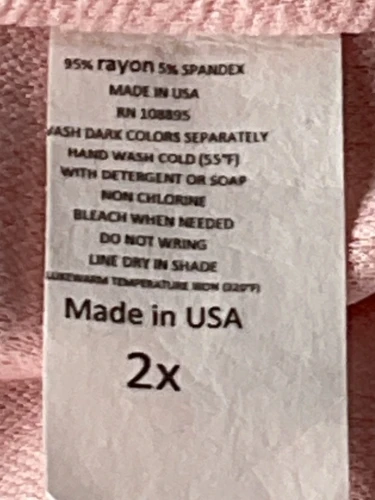 95% rayon 5% SPANDEX
MADE IN USA
RN 108895
WASH DARK COLORS SEPARATELY
HAND WASH COLD (55°F)
WITH DETERGENT OR SOAP
NON CHLORINE
BLEACH WHEN NEEDED
DO NOT WRING
LINE DRY IN SHADE
LUKEWARM TEMPERATURE IRON (320°F)
Made in USA
2x